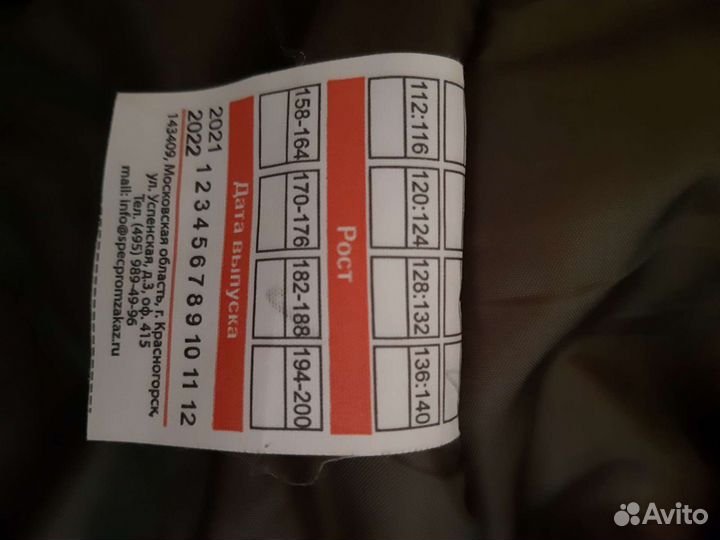 112:116 120:124 128:132 136:140
Рост
158-164 170-176 182-188 194-200
Дата выпуска
2021
2022 1 2 3 4 5 6 7 8 9 10 11 12
143409, Московская область, г. Красногорск,
ул. Успенская, д.3, оф. 415
Тел. (495) 989-49-96
mail: info@specpromzakaz.ru
Avito